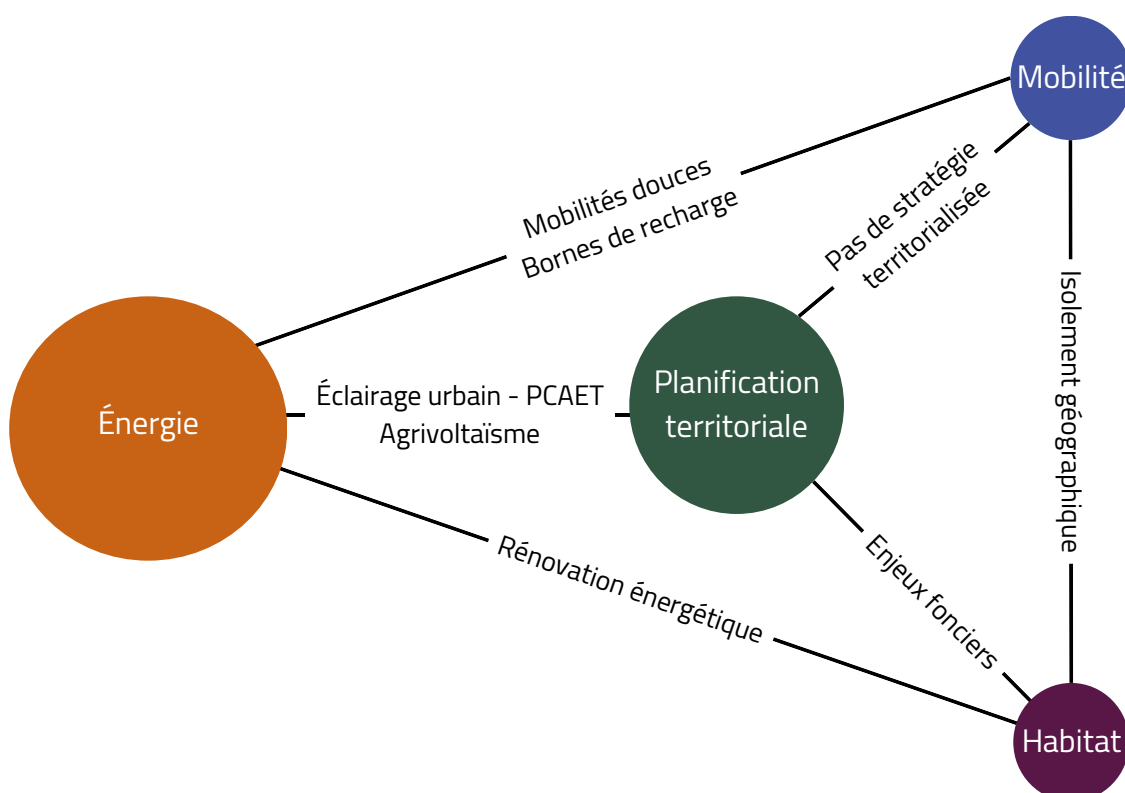 Mobilité
Mobilités douces
Bornes de recharge
Pas de stratégie
territorialisée
Isolement géographique
Planification
territoriale
Éclairage urbain - PCAET
Agrivoltaïsme
Énergie
Rénovation énergétique
Enjeux fonciers
Habitat